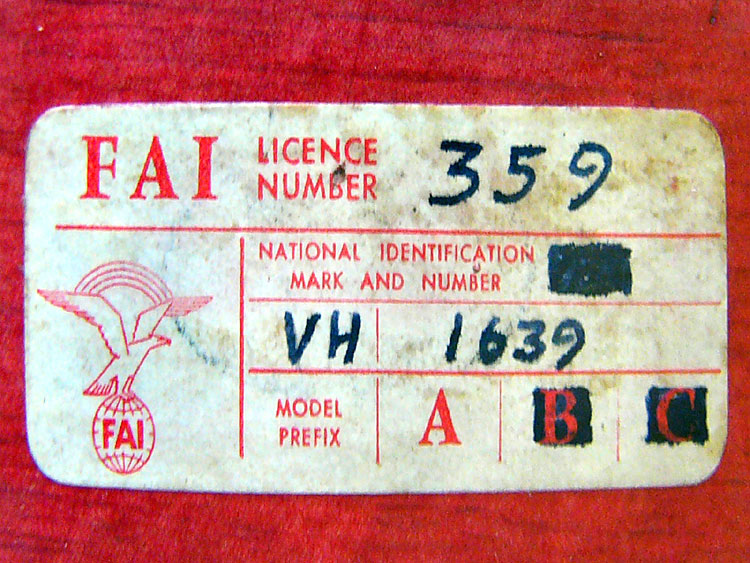 FAI LICENCE NUMBER 359
NATIONAL IDENTIFICATION
MARK AND NUMBER
VH 1639
FAI
MODEL PREFIX A B C